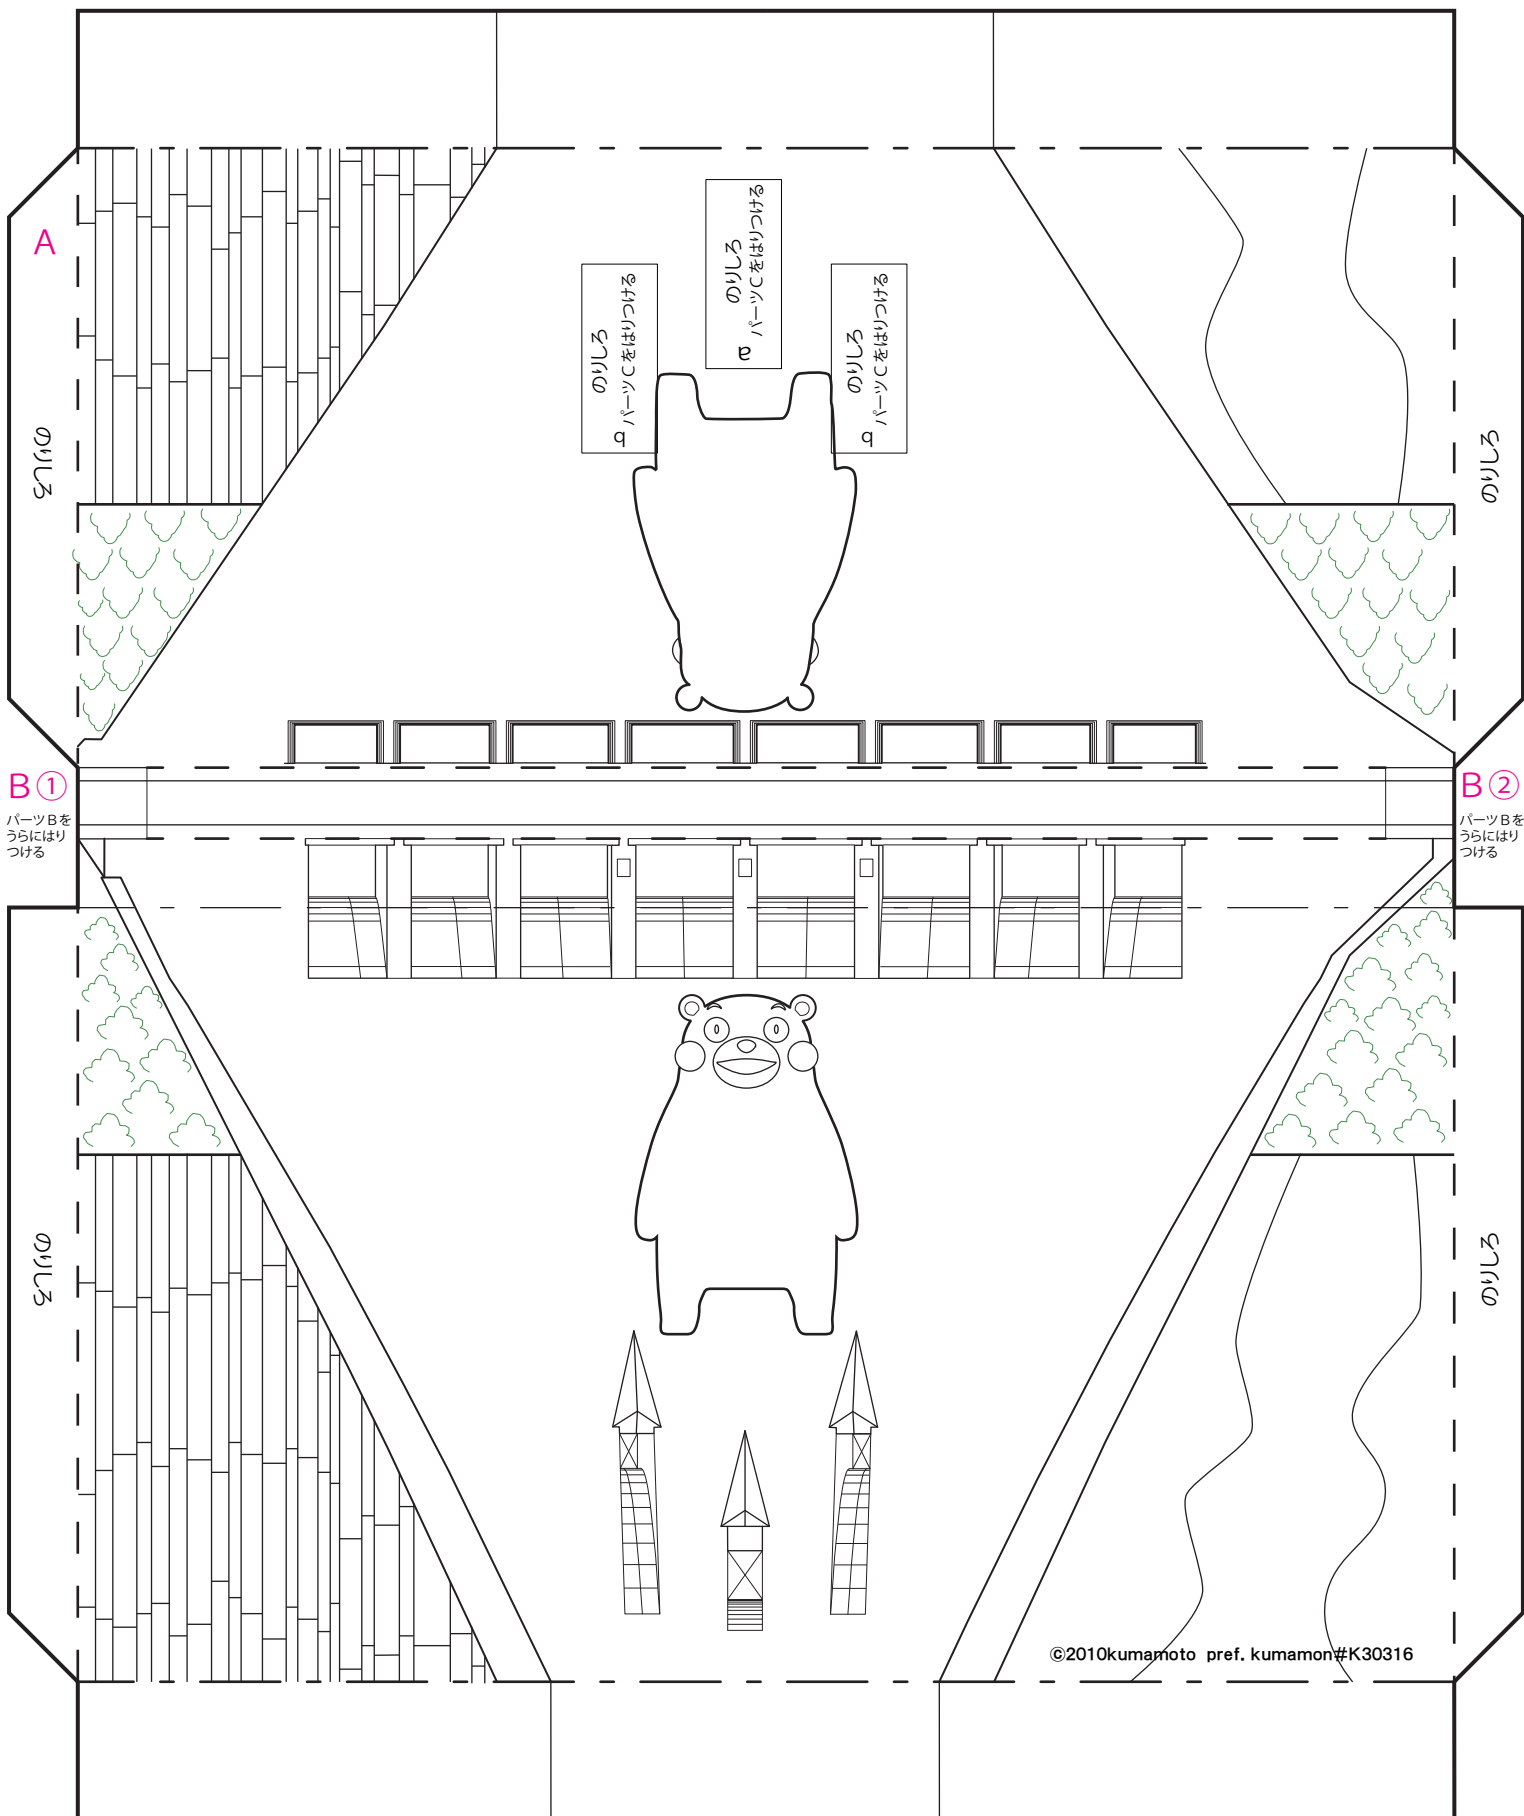 A
のりしろ
のりしろ
パーツCをはりつける
a
のりしろ
パーツCをはりつける
b
のりしろ
パーツCをはりつける
b
のりしろ
B①
パーツBを
うらにはり
つける
B②
パーツBを
うらにはり
つける
のりしろ
のりしろ
©2010kumamoto pref. kumamon#K30316